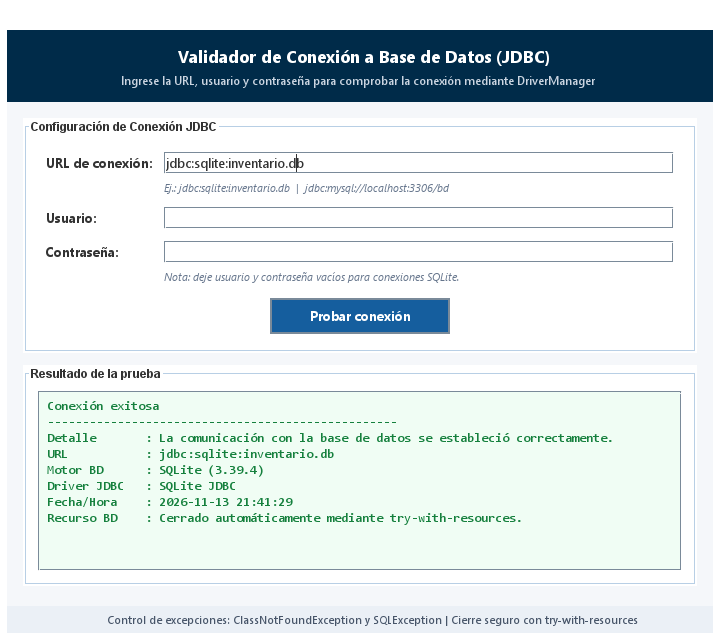 Validador de Conexión a Base de Datos (JDBC)
Ingrese la URL, usuario y contraseña para comprobar la conexión mediante DriverManager
Configuración de Conexión JDBC
URL de conexión: jdbc:sqlite:inventario.db
Ej.: jdbc:sqlite:inventario.db | jdbc:mysql://localhost:3306/bd
Usuario:
Contraseña:
Nota: deje usuario y contraseña vacíos para conexiones SQLite.
Probar conexión
Resultado de la prueba
Conexión exitosa
--------------------------------------------------
Detalle : La comunicación con la base de datos se estableció correctamente.
URL : jdbc:sqlite:inventario.db
Motor BD : SQLite (3.39.4)
Driver JDBC : SQLite JDBC
Fecha/Hora : 2026-11-13 21:41:29
Recurso BD : Cerrado automáticamente mediante try-with-resources.
Control de excepciones: ClassNotFoundException y SQLException | Cierre seguro con try-with-resources